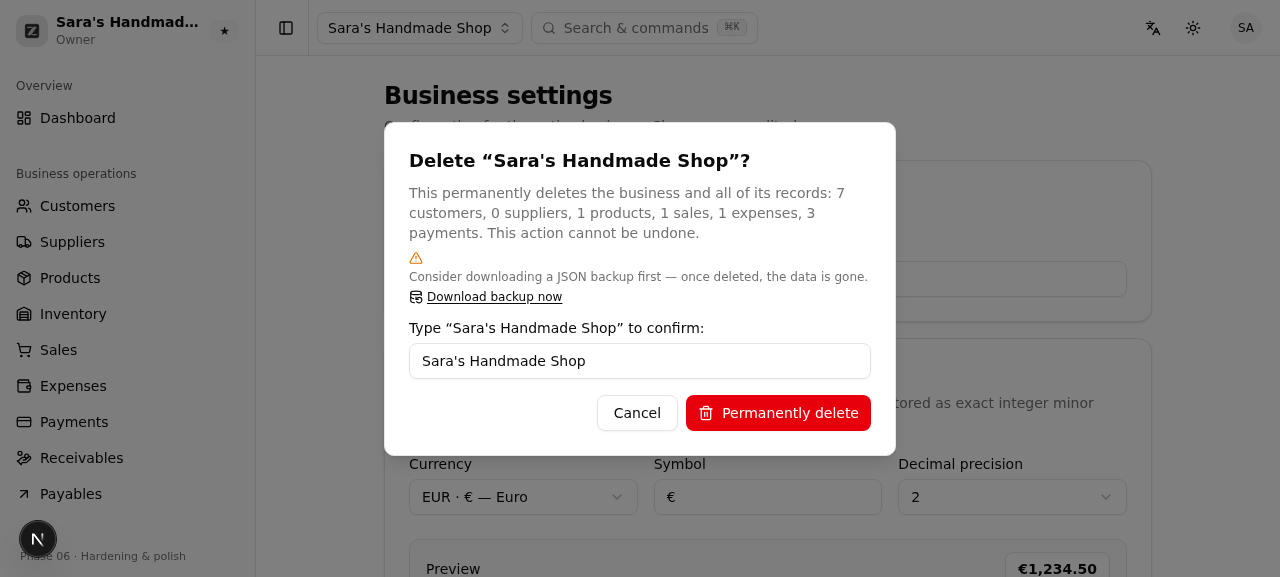 Sara's Handmad...
Owner
★
Sara's Handmade Shop
Search & commands
⌘K
SA
Overview
Dashboard
Business operations
Customers
Suppliers
Products
Inventory
Sales
Expenses
Payments
Receivables
Payables
Phase 06 · Hardening & polish
N
Business settings
Delete “Sara's Handmade Shop”?
This permanently deletes the business and all of its records: 7
customers, 0 suppliers, 1 products, 1 sales, 1 expenses, 3
payments. This action cannot be undone.
Consider downloading a JSON backup first — once deleted, the data is gone.
Download backup now
Type “Sara's Handmade Shop” to confirm:
Sara's Handmade Shop
Cancel
Permanently delete
stored as exact integer minor
Currency
Symbol
Decimal precision
EUR · € — Euro
€
2
Preview
€1,234.50